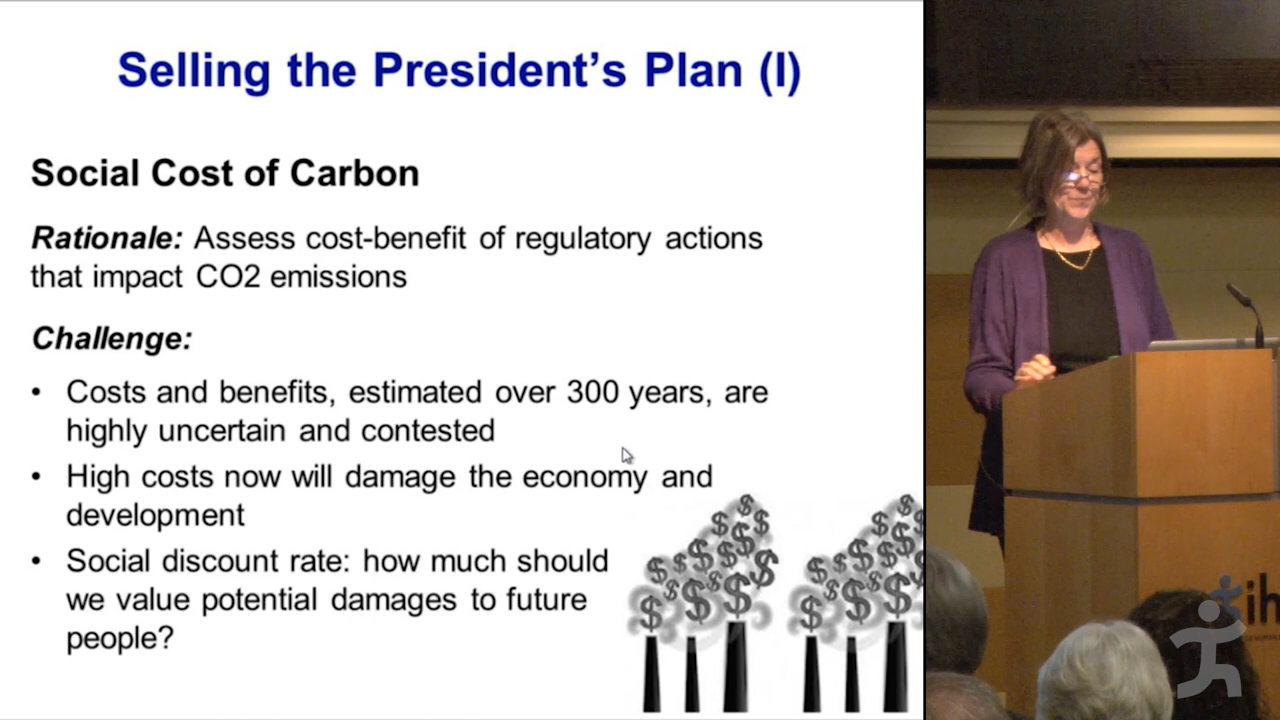 Selling the President's Plan (I)
Social Cost of Carbon
Rationale: Assess cost-benefit of regulatory actions
that impact CO2 emissions
Challenge:
• Costs and benefits, estimated over 300 years, are
highly uncertain and contested
• High costs now will damage the economy and
development
• Social discount rate: how much should
we value potential damages to future
people?
ih